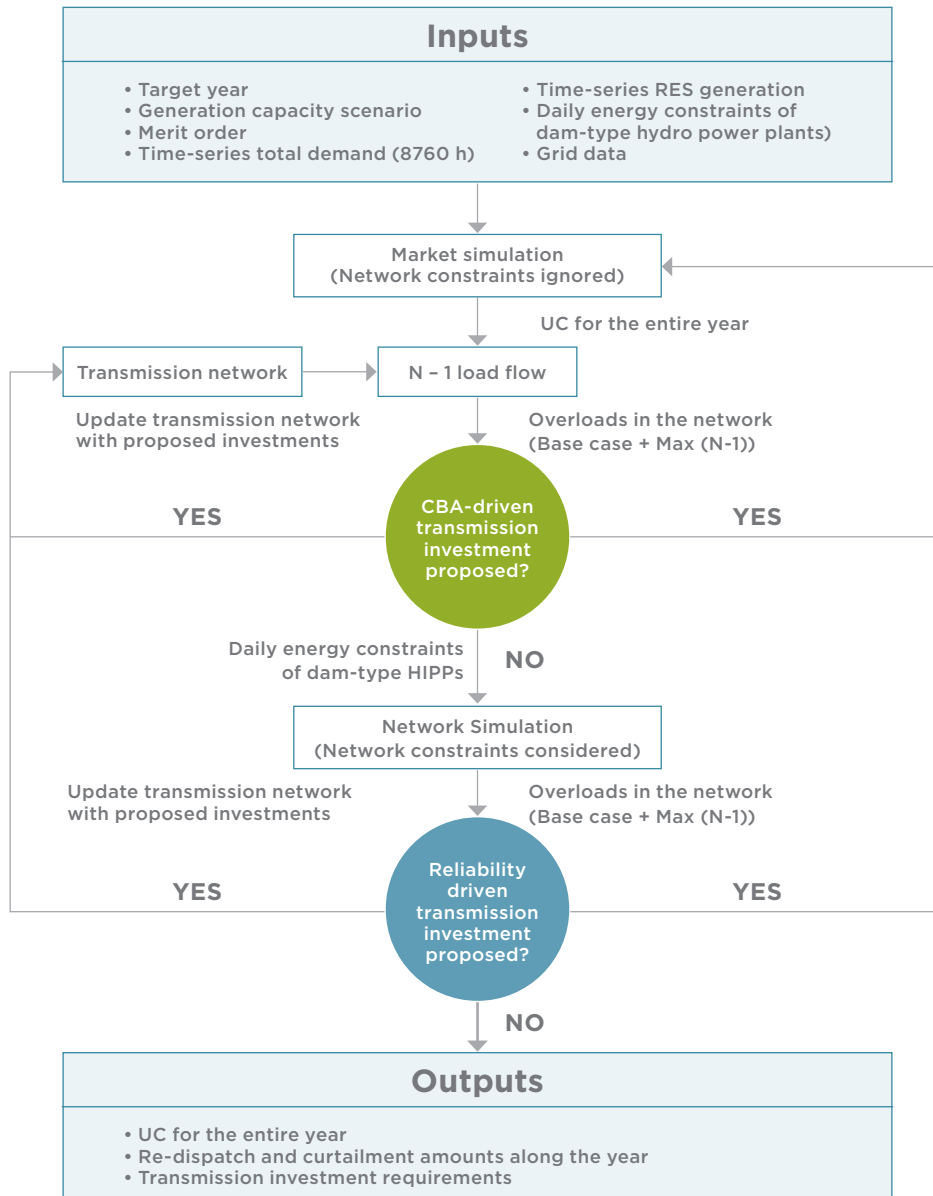 Inputs
• Target year
• Generation capacity scenario
• Merit order
• Time-series total demand (8760 h)
• Time-series RES generation
• Daily energy constraints of
dam-type hydro power plants)
• Grid data
Market simulation
(Network constraints ignored)
UC for the entire year
Transmission network
N – 1 load flow
Update transmission network
with proposed investments
Overloads in the network
(Base case + Max (N-1))
YES
CBA-driven
transmission
investment
proposed?
YES
Daily energy constraints
of dam-type HIPPs
NO
Network Simulation
(Network constraints considered)
Update transmission network
with proposed investments
Overloads in the network
(Base case + Max (N-1))
YES
Reliability
driven
transmission
investment
proposed?
YES
NO
Outputs
• UC for the entire year
• Re-dispatch and curtailment amounts along the year
• Transmission investment requirements